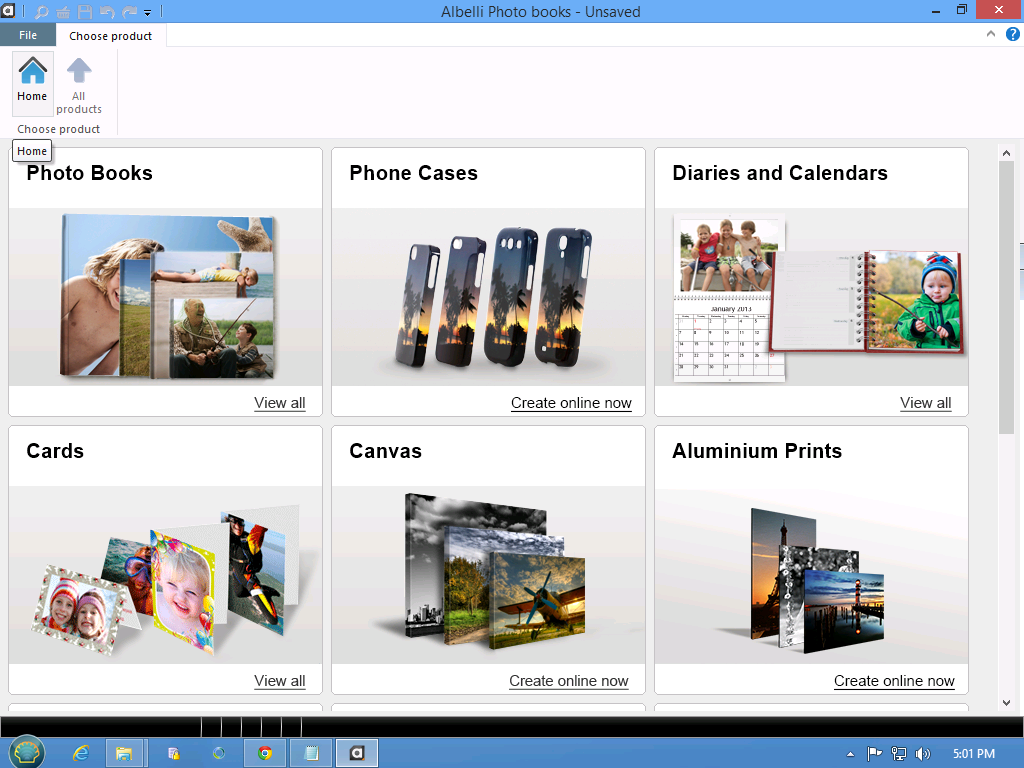 Albelli Photo books - Unsaved
File
Choose product
Home
All
products
Choose product
Home
Photo Books
Phone Cases
Diaries and Calendars
January 2013
View all
Create online now
View all
Cards
Canvas
Aluminium Prints
View all
Create online now
Create online now
5:01 PM